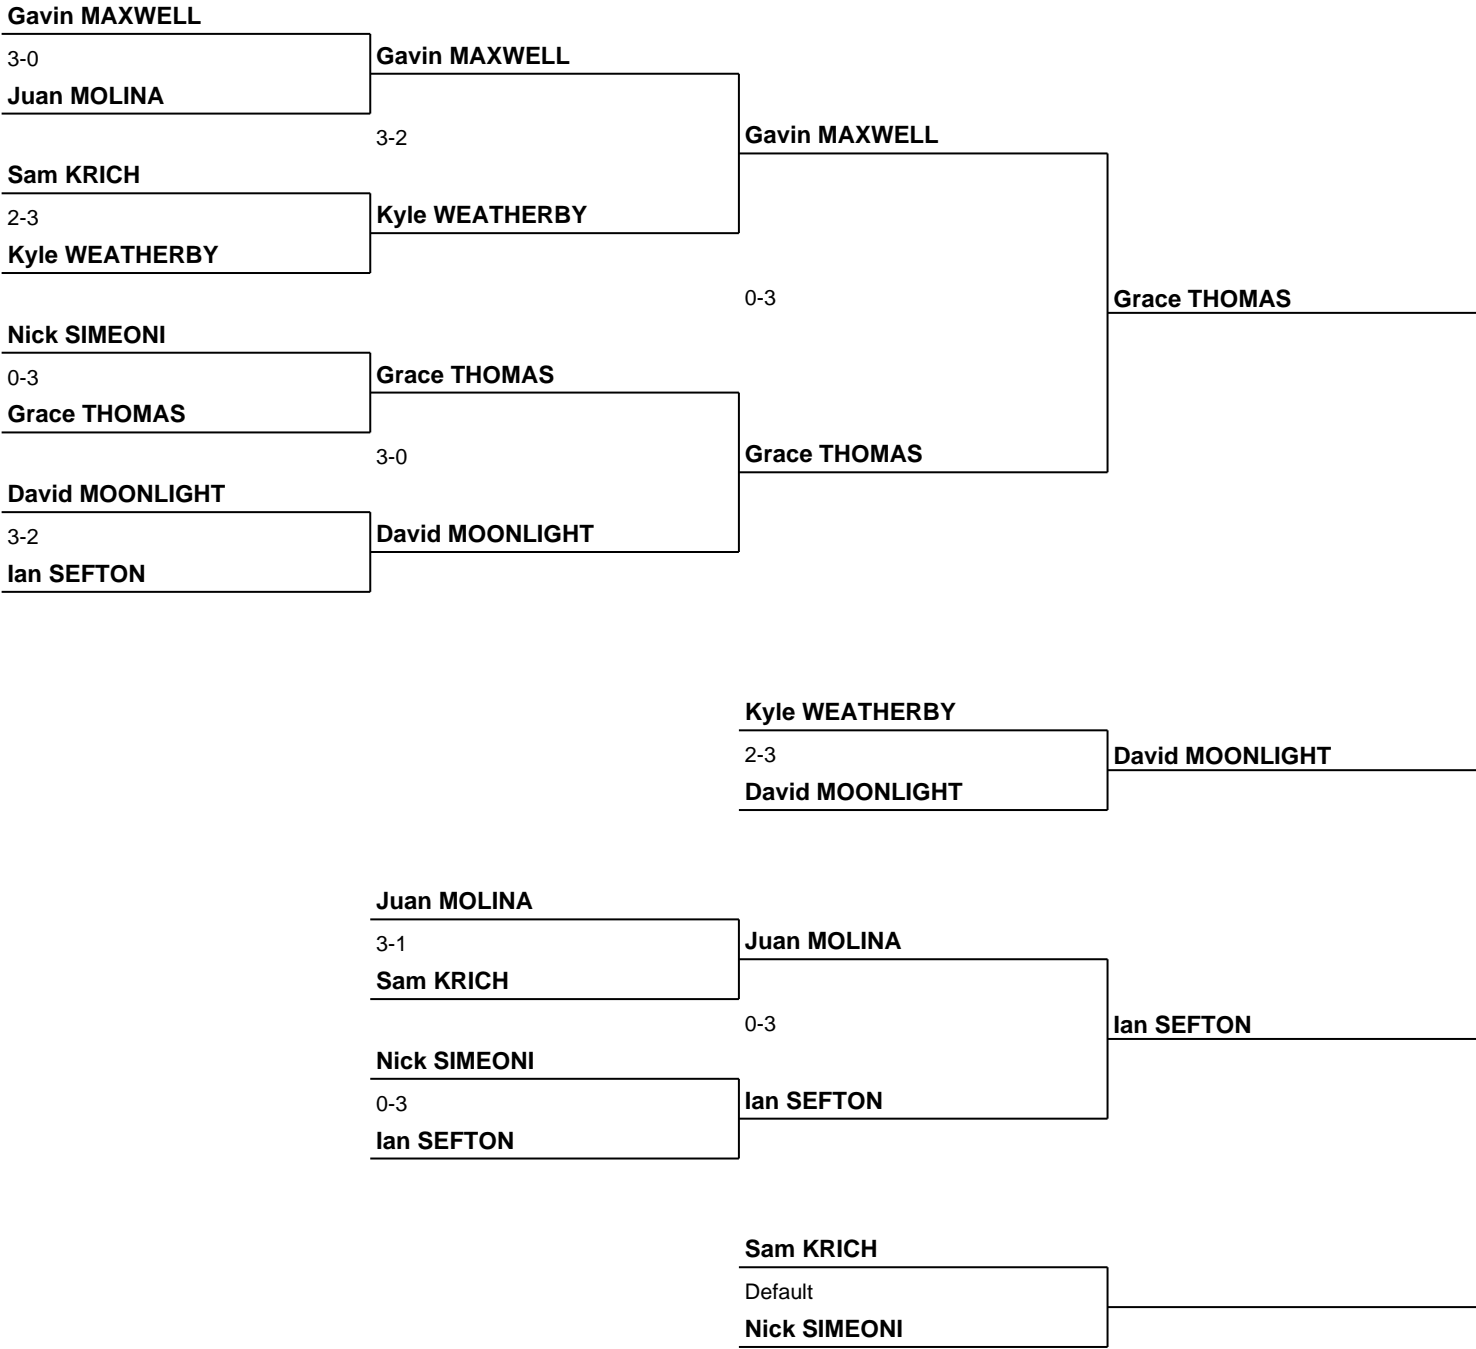 Gavin MAXWELL
3-0
Gavin MAXWELL
Juan MOLINA
3-2
Gavin MAXWELL
Sam KRICH
2-3
Kyle WEATHERBY
Kyle WEATHERBY
0-3
Grace THOMAS
Nick SIMEONI
0-3
Grace THOMAS
Grace THOMAS
3-0
Grace THOMAS
David MOONLIGHT
3-2
David MOONLIGHT
Ian SEFTON
Kyle WEATHERBY
2-3
David MOONLIGHT
David MOONLIGHT
Juan MOLINA
3-1
Juan MOLINA
Sam KRICH
0-3
Ian SEFTON
Nick SIMEONI
0-3
Ian SEFTON
Ian SEFTON
Sam KRICH
Default
Nick SIMEONI